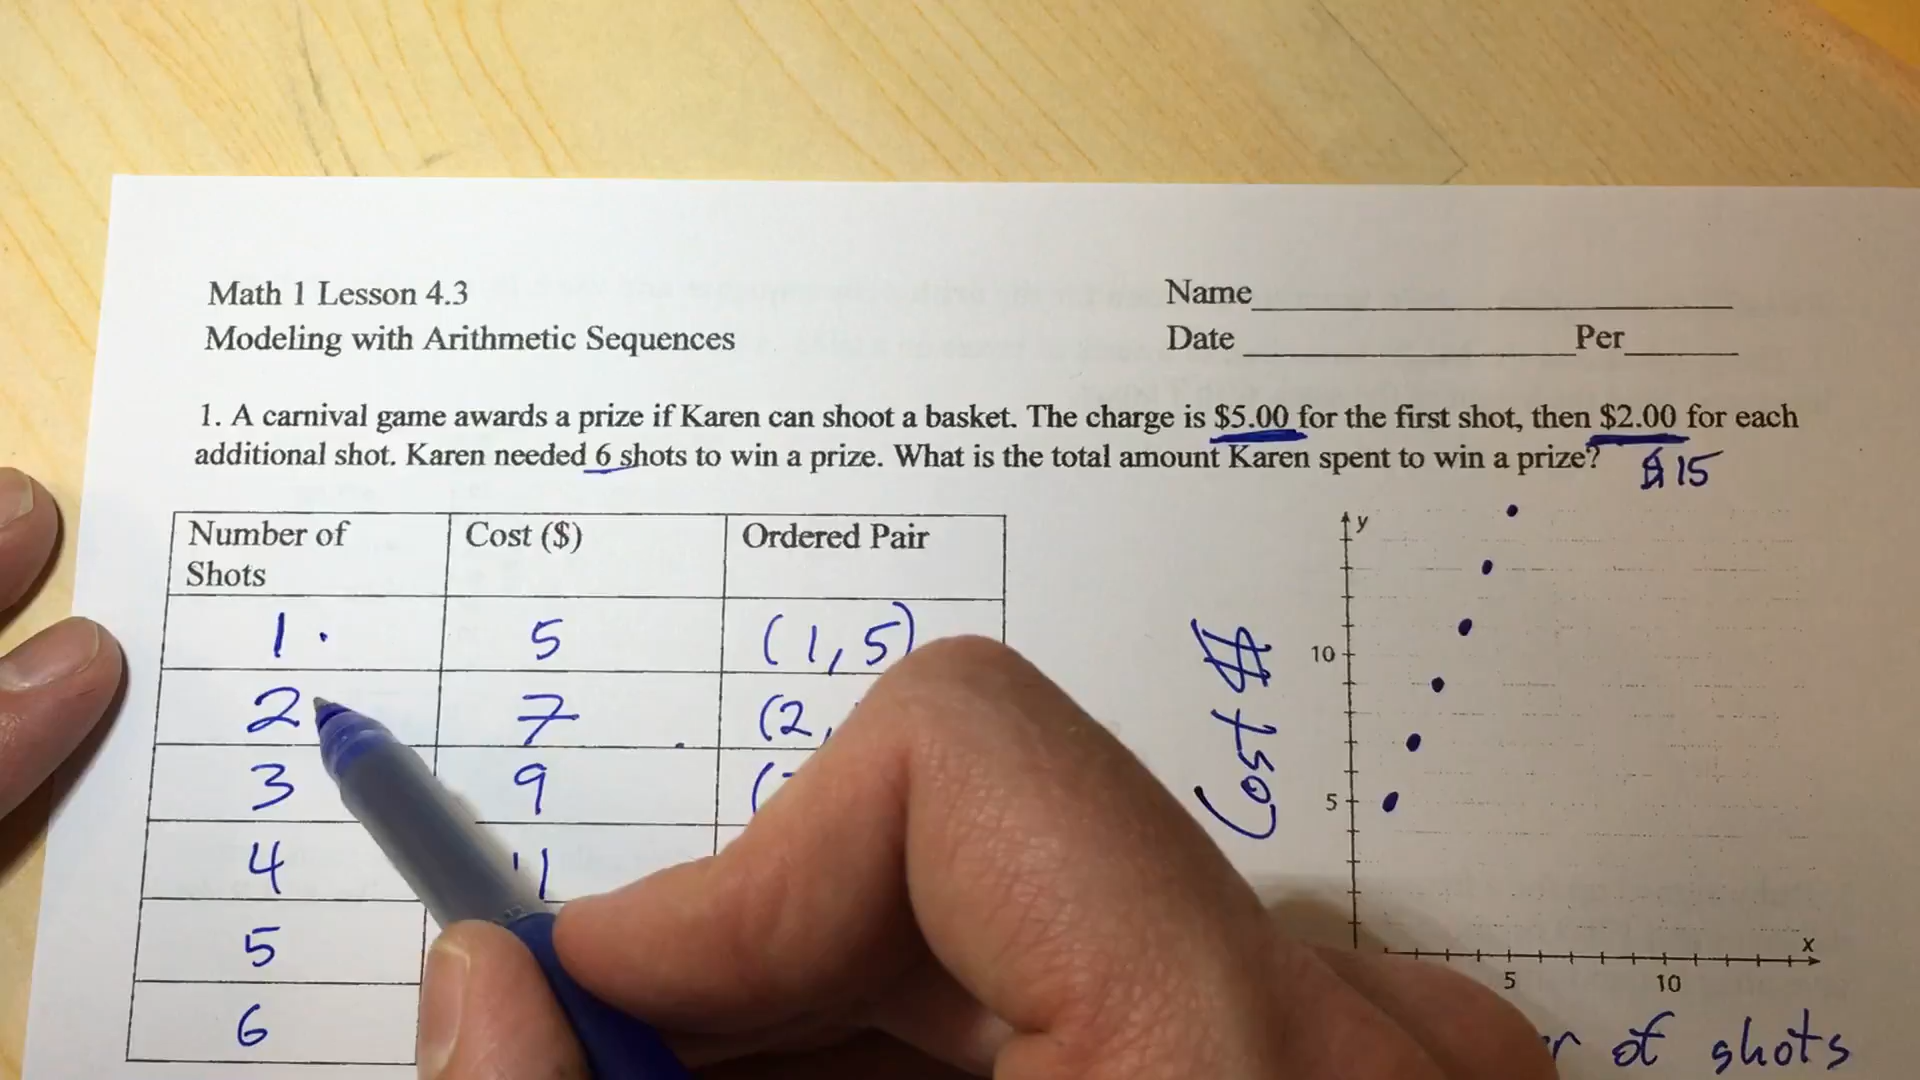 Math 1 Lesson 4.3
Name
Modeling with Arithmetic Sequences
Date Per
1. A carnival game awards a prize if Karen can shoot a basket. The charge is $5.00 for the first shot, then $2.00 for each
additional shot. Karen needed 6 shots to win a prize. What is the total amount Karen spent to win a prize?
$15
Number of Shots Cost ($) Ordered Pair
1 5 (1, 5)
2 7 (2,
3 9 (
4 11
5
6
y
10
5
Cost $
x
5 10
of shots